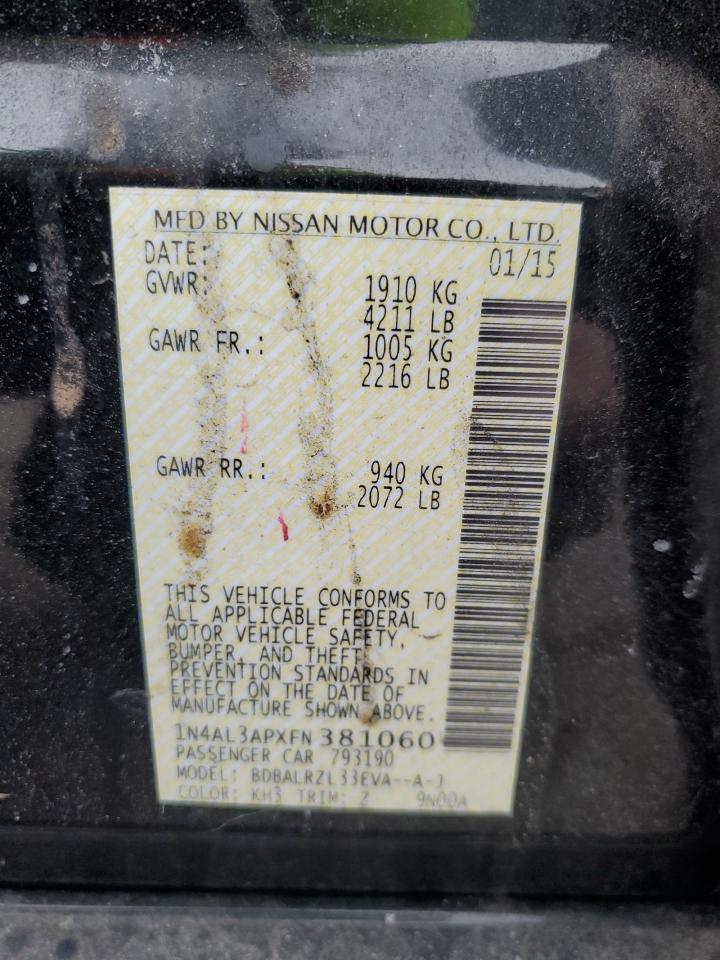 MFD BY NISSAN MOTOR CO., LTD.
DATE: 01/15
GVWR: 1910 KG
4211 LB
GAWR FR.: 1005 KG
2216 LB
GAWR RR.: 940 KG
2072 LB
THIS VEHICLE CONFORMS TO
ALL APPLICABLE FEDERAL
MOTOR VEHICLE SAFETY,
BUMPER, AND THEFT
PREVENTION STANDARDS IN
EFFECT ON THE DATE OF
MANUFACTURE SHOWN ABOVE.
1N4AL3APXFN 381060
PASSENGER CAR 793190
MODEL: BDBALRZL33EVA--A-J
COLOR: KH3 TRIM: Z 9N00A